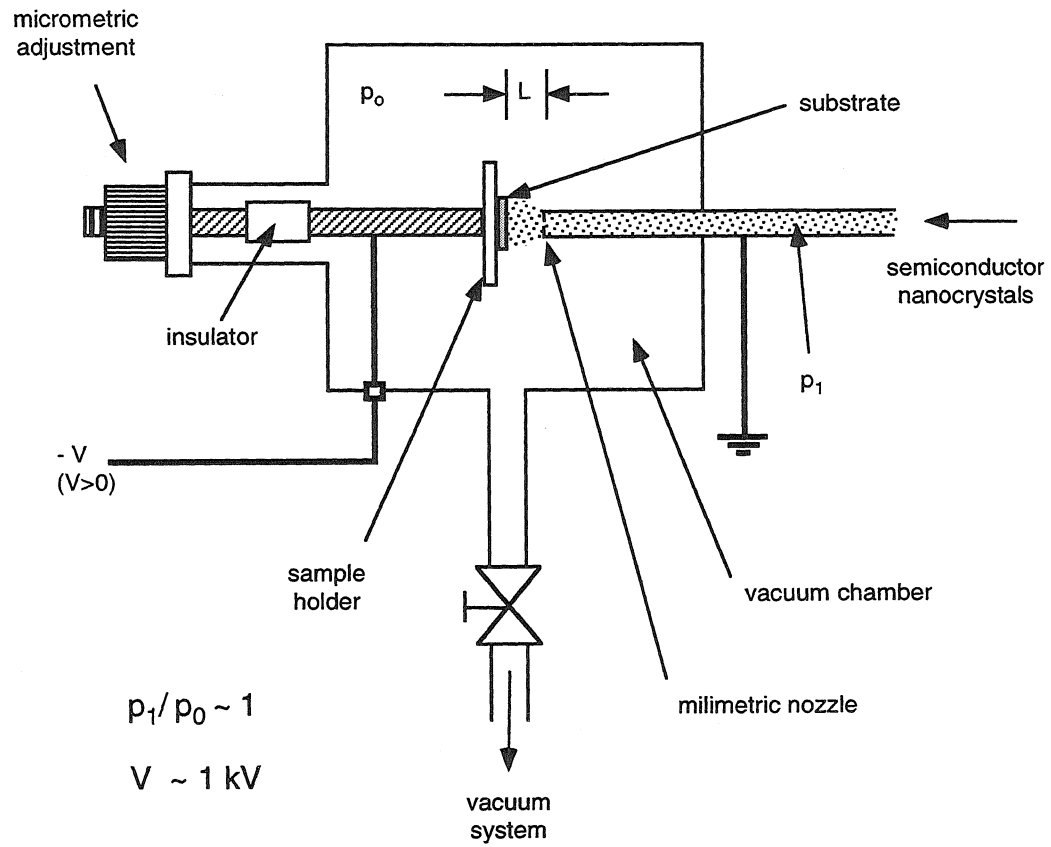 micrometric
adjustment
p₀
L
substrate
semiconductor
nanocrystals
insulator
p₁
- V
(V>0)
sample
holder
vacuum chamber
milimetric nozzle
p₁/ p₀ ~ 1
V ~ 1 kV
vacuum
system